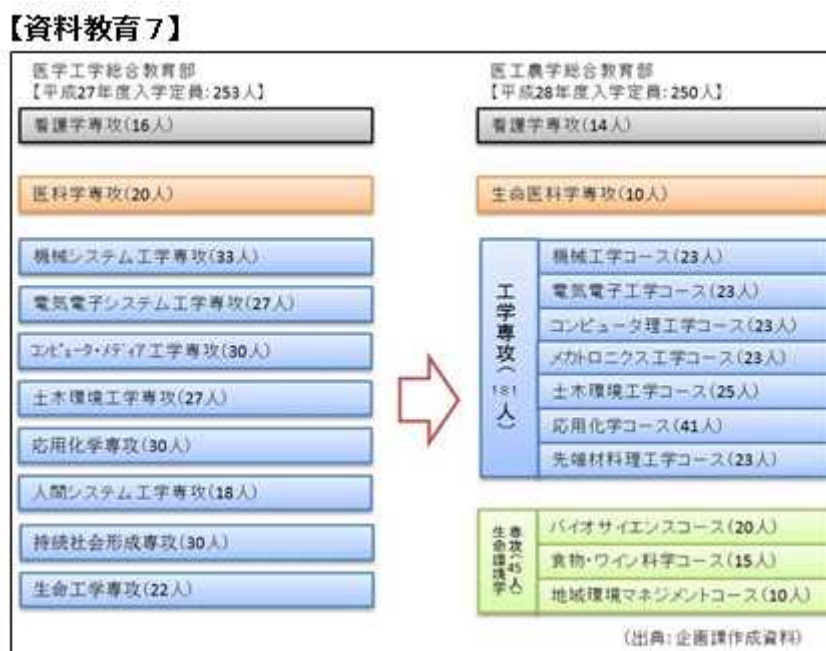 【資料教育7】
医学工学総合教育部
【平成27年度入学定員:253人】
看護学専攻(16人)
医科学専攻(20人)
機械システム工学専攻(33人)
電気電子システム工学専攻(27人)
コンピュータ・メディア工学専攻(30人)
土木環境工学専攻(27人)
応用化学専攻(30人)
人間システム工学専攻(18人)
持続社会形成専攻(30人)
生命工学専攻(22人)
医工農学総合教育部
【平成28年度入学定員:250人】
看護学専攻(14人)
生命医科学専攻(10人)
工学専攻(181人)
機械工学コース(23人)
電気電子工学コース(23人)
コンピュータ理工学コース(23人)
メカトロニクス工学コース(23人)
土木環境工学コース(25人)
応用化学コース(41人)
先端材料理工学コース(23人)
生命環境学
専攻(45人)
バイオサイエンスコース(20人)
食物・ワイン科学コース(15人)
地域環境マネジメントコース(10人)
(出典:企画課作成資料)